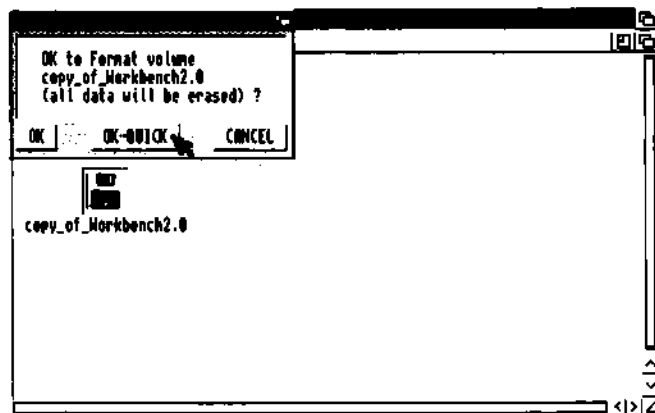 OK to Format volume
copy_of_Workbench2.0
(all data will be erased) ?
OK OK-QUICK CANCEL
copy_of_Workbench2.0